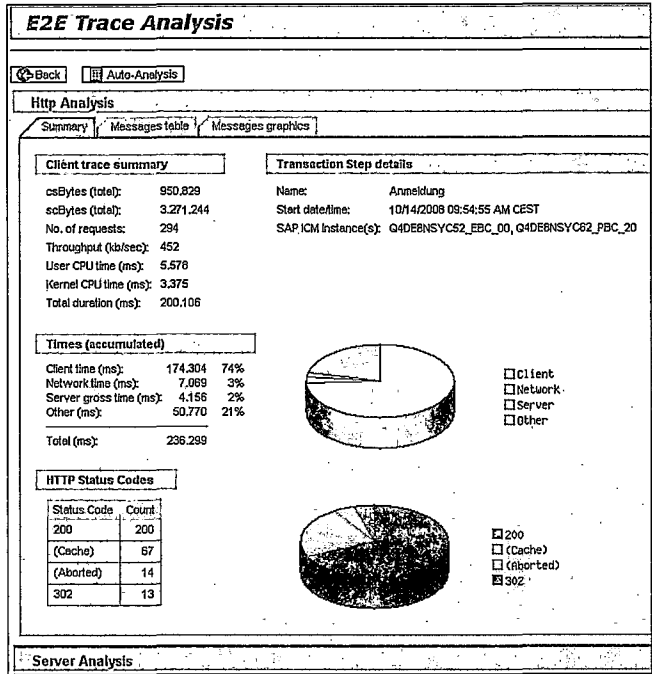 E2E Trace Analysis
Back Auto-Analysis
Http Analysis
Summary Messages table Messages graphics
Client trace summary
csBytes (total): 950.829
scBytes (total): 3.271.244
No. of requests: 294
Throughput (kb/sec): 452
User CPU time (ms): 5.578
Kernel CPU time (ms): 3.375
Total duration (ms): 200.106
Transaction Step details
Name: Anmeldung
Start date/time: 10/14/2008 09:54:55 AM CEST
SAP ICM Instance(s): Q4DE8NSYC52_EBC_00, Q4DE8NSYC62_PBC_20
Times (accumulated)
Client time (ms): 174.304 74%
Network time (ms): 7.069 3%
Server gross time (ms): 4.156 2%
Other (ms): 50.770 21%
Total (ms): 236.299
Client
Network
Server
Other
HTTP Status Codes
Status Code Count
200 200
(Cache) 67
(Aborted) 14
302 13
200
(Cache)
(Aborted)
302
Server Analysis